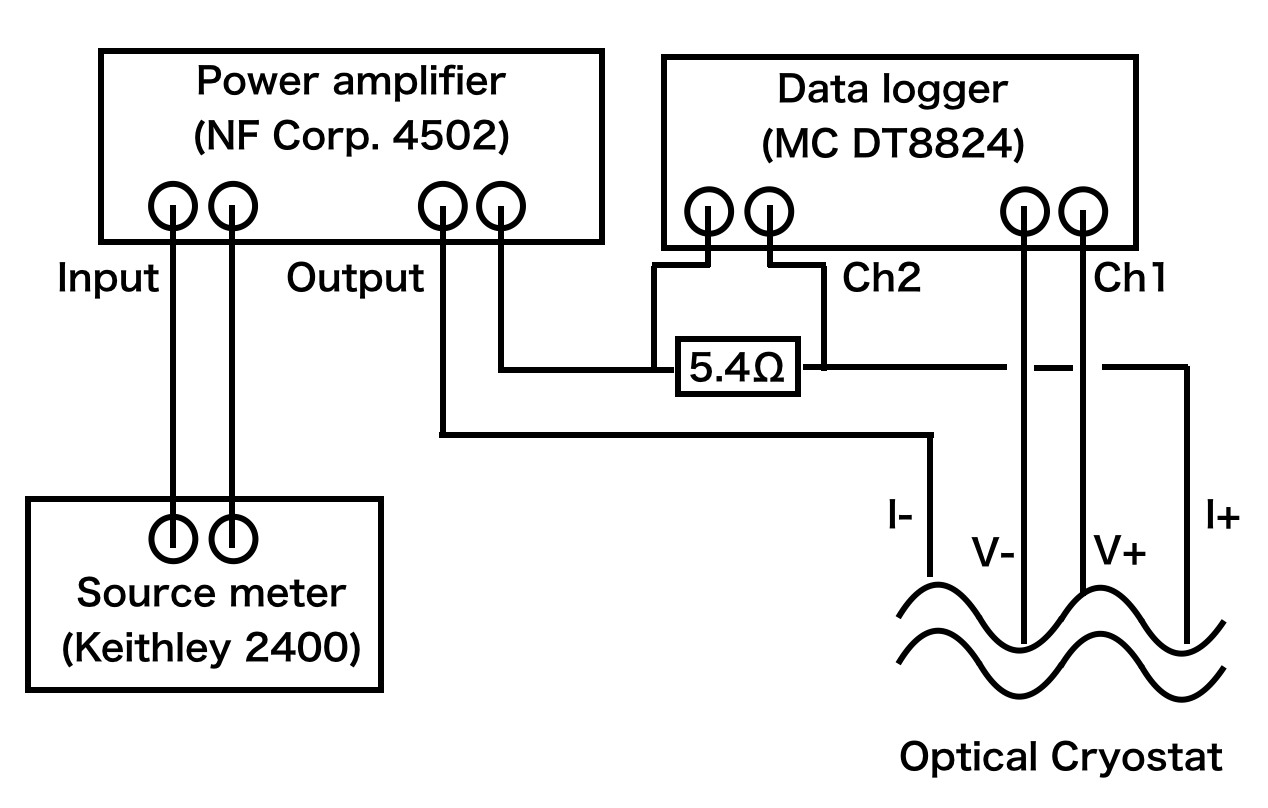 Power amplifier
(NF Corp. 4502)
Data logger
(MC DT8824)
Input
Output
Ch2
Ch1
5.4Ω
I-
V-
V+
I+
Source meter
(Keithley 2400)
Optical Cryostat